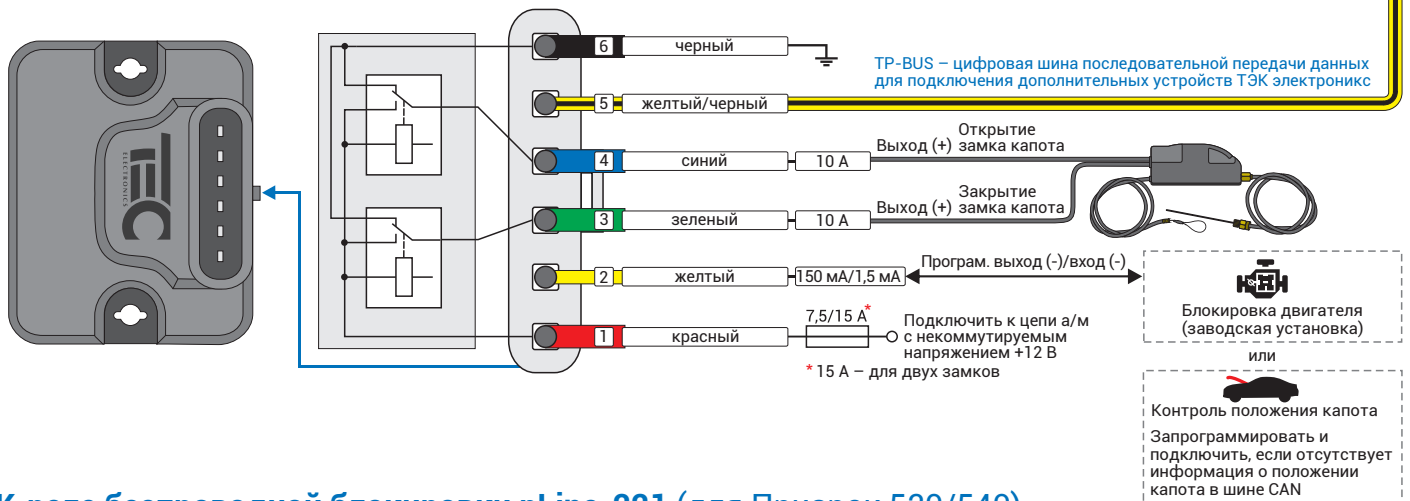 6 черный
TP-BUS – цифровая шина последовательной передачи данных
для подключения дополнительных устройств ТЭК электроникс
5 желтый/черный
4 синий 10 А Выход (+) Открытие
замка капота
3 зеленый 10 А Выход (+) Закрытие
замка капота
2 желтый 150 мА/1,5 мА Програм. выход (-)/вход (-)
Блокировка двигателя
(заводская установка)
1 красный 7,5/15 А*
Подключить к цепи а/м
с некоммутируемым
напряжением +12 В
* 15 А – для двух замков
или
Контроль положения капота
Запрограммировать и
подключить, если отсутствует
информация о положении
капота в шине CAN
TEC
ELECTRONICS